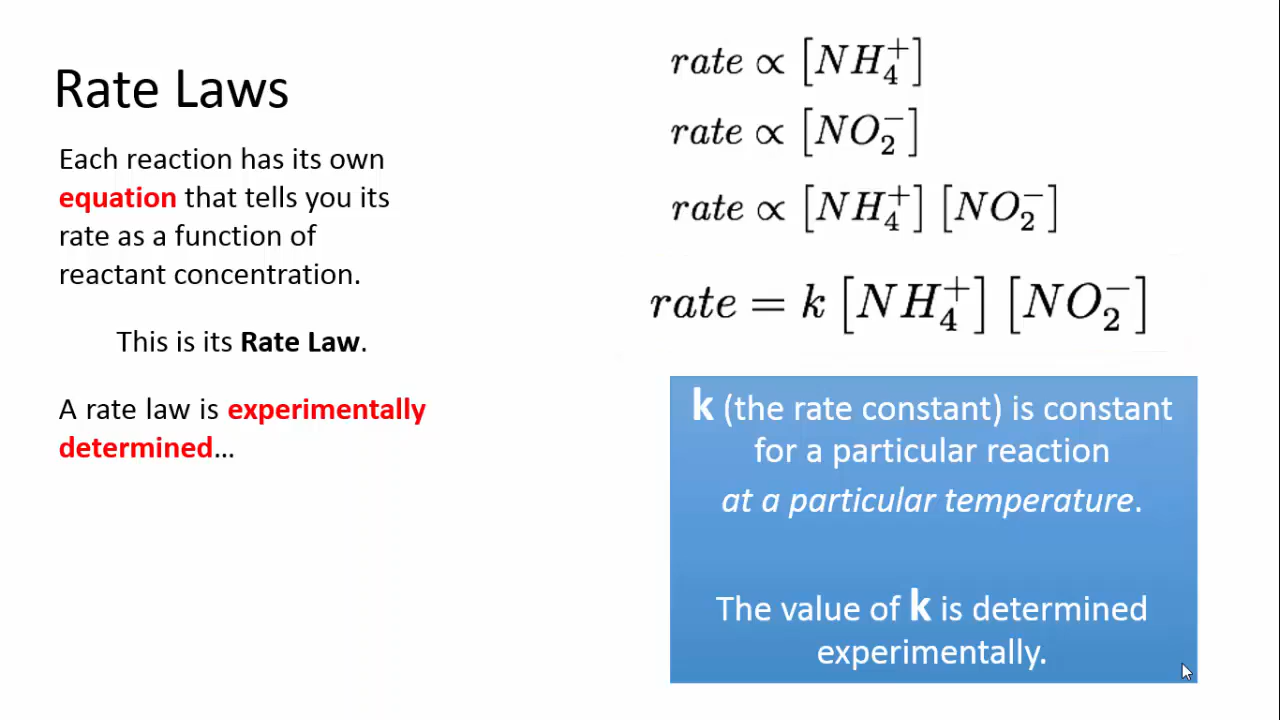 Rate Laws
Each reaction has its own
equation that tells you its
rate as a function of
reactant concentration.
This is its Rate Law.
A rate law is experimentally
determined…
rate ∝ [NH₄⁺]
rate ∝ [NO₂⁻]
rate ∝ [NH₄⁺] [NO₂⁻]
rate = k [NH₄⁺] [NO₂⁻]
k (the rate constant) is constant
for a particular reaction
at a particular temperature.
The value of k is determined
experimentally.